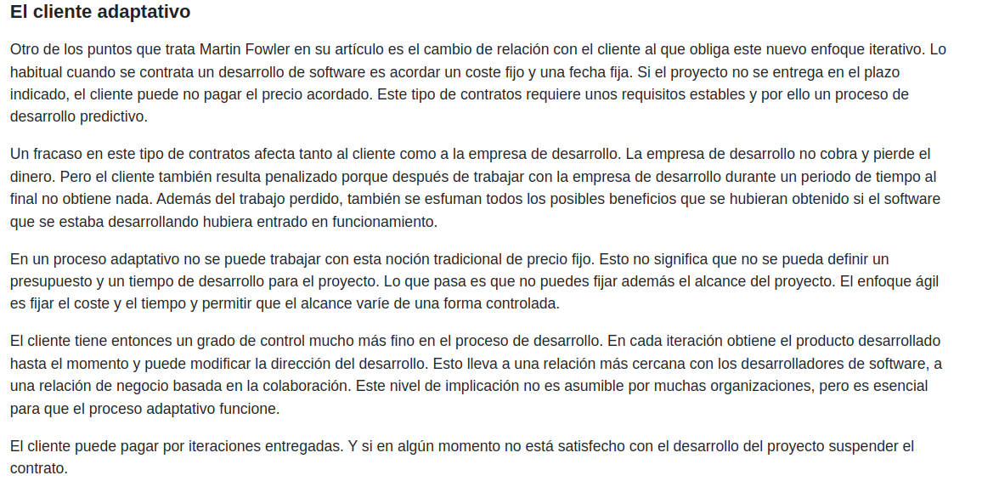 El cliente adaptativo
Otro de los puntos que trata Martin Fowler en su artículo es el cambio de relación con el cliente al que obliga este nuevo enfoque iterativo. Lo
habitual cuando se contrata un desarrollo de software es acordar un coste fijo y una fecha fija. Si el proyecto no se entrega en el plazo
indicado, el cliente puede no pagar el precio acordado. Este tipo de contratos requiere unos requisitos estables y por ello un proceso de
desarrollo predictivo.
Un fracaso en este tipo de contratos afecta tanto al cliente como a la empresa de desarrollo. La empresa de desarrollo no cobra y pierde el
dinero. Pero el cliente también resulta penalizado porque después de trabajar con la empresa de desarrollo durante un periodo de tiempo al
final no obtiene nada. Además del trabajo perdido, también se esfuman todos los posibles beneficios que se hubieran obtenido si el software
que se estaba desarrollando hubiera entrado en funcionamiento.
En un proceso adaptativo no se puede trabajar con esta noción tradicional de precio fijo. Esto no significa que no se pueda definir un
presupuesto y un tiempo de desarrollo para el proyecto. Lo que pasa es que no puedes fijar además el alcance del proyecto. El enfoque ágil
es fijar el coste y el tiempo y permitir que el alcance varíe de una forma controlada.
El cliente tiene entonces un grado de control mucho más fino en el proceso de desarrollo. En cada iteración obtiene el producto desarrollado
hasta el momento y puede modificar la dirección del desarrollo. Esto lleva a una relación más cercana con los desarrolladores de software, a
una relación de negocio basada en la colaboración. Este nivel de implicación no es asumible por muchas organizaciones, pero es esencial
para que el proceso adaptativo funcione.
El cliente puede pagar por iteraciones entregadas. Y si en algún momento no está satisfecho con el desarrollo del proyecto suspender el
contrato.